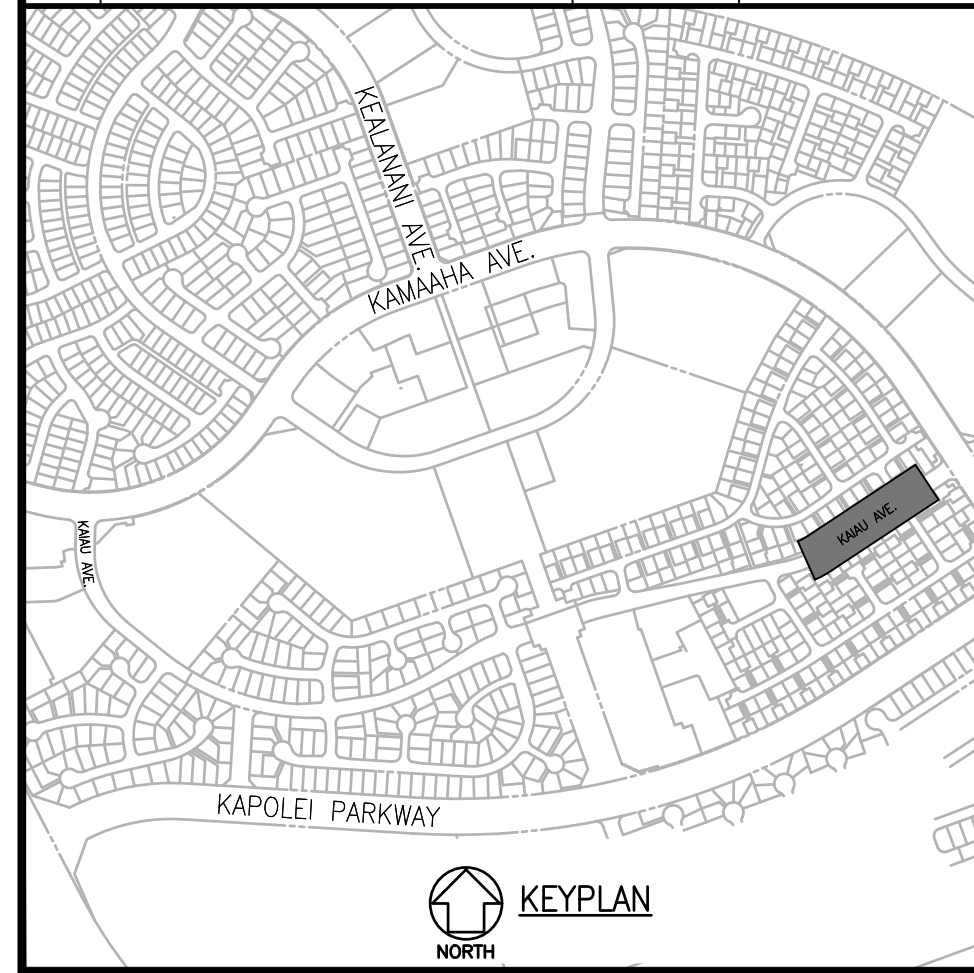 KEALANANI AVE.
KAMAAHA AVE.
KAIAU AVE.
KAIAU AVE.
KAPOLEI PARKWAY
KEYPLAN
NORTH